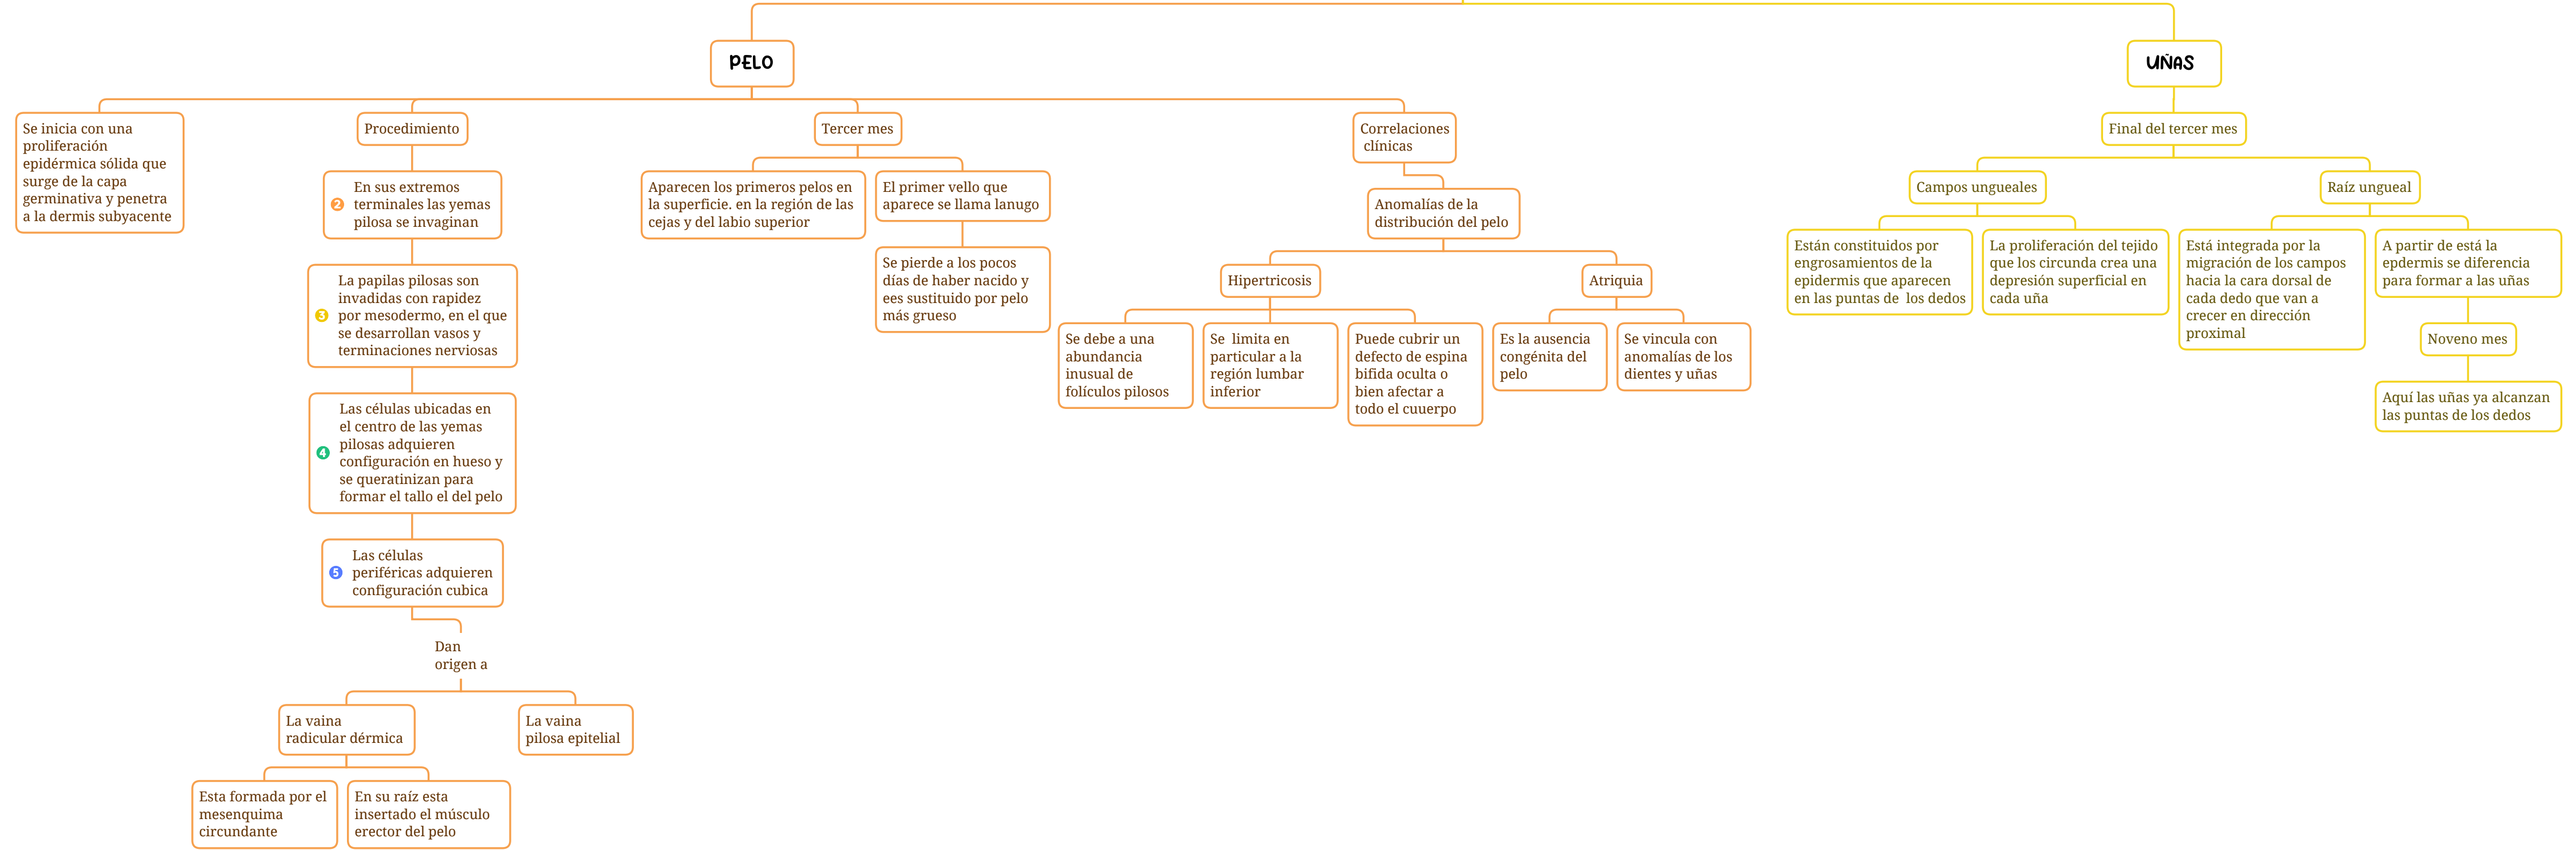 PELO
Se inicia con una
proliferación
epidérmica sólida que
surge de la capa
germinativa y penetra
a la dermis subyacente
Procedimiento
2
En sus extremos
terminales las yemas
pilosa se invaginan
3
La papilas pilosas son
invadidas con rapidez
por mesodermo, en el que
se desarrollan vasos y
terminaciones nerviosas
4
Las células ubicadas en
el centro de las yemas
pilosas adquieren
configuración en hueso y
se queratinizan para
formar el tallo el del pelo
5
Las células
periféricas adquieren
configuración cubica
Dan
origen a
La vaina
radicular dérmica
Esta formada por el
mesenquima
circundante
En su raíz esta
insertado el músculo
erector del pelo
La vaina
pilosa epitelial
Tercer mes
Aparecen los primeros pelos en
la superficie. en la región de las
cejas y del labio superior
El primer vello que
aparece se llama lanugo
Se pierde a los pocos
días de haber nacido y
ees sustituido por pelo
más grueso
Correlaciones
clínicas
Anomalías de la
distribución del pelo
Hipertricosis
Se debe a una
abundancia
inusual de
folículos pilosos
Se limita en
particular a la
región lumbar
inferior
Puede cubrir un
defecto de espina
bifida oculta o
bien afectar a
todo el cuuerpo
Atriquia
Es la ausencia
congénita del
pelo
Se vincula con
anomalías de los
dientes y uñas
UÑAS
Final del tercer mes
Campos ungueales
Están constituidos por
engrosamientos de la
epidermis que aparecen
en las puntas de los dedos
La proliferación del tejido
que los circunda crea una
depresión superficial en
cada uña
Raíz ungueal
Está integrada por la
migración de los campos
hacia la cara dorsal de
cada dedo que van a
crecer en dirección
proximal
A partir de está la
epdermis se diferencia
para formar a las uñas
Noveno mes
Aquí las uñas ya alcanzan
las puntas de los dedos